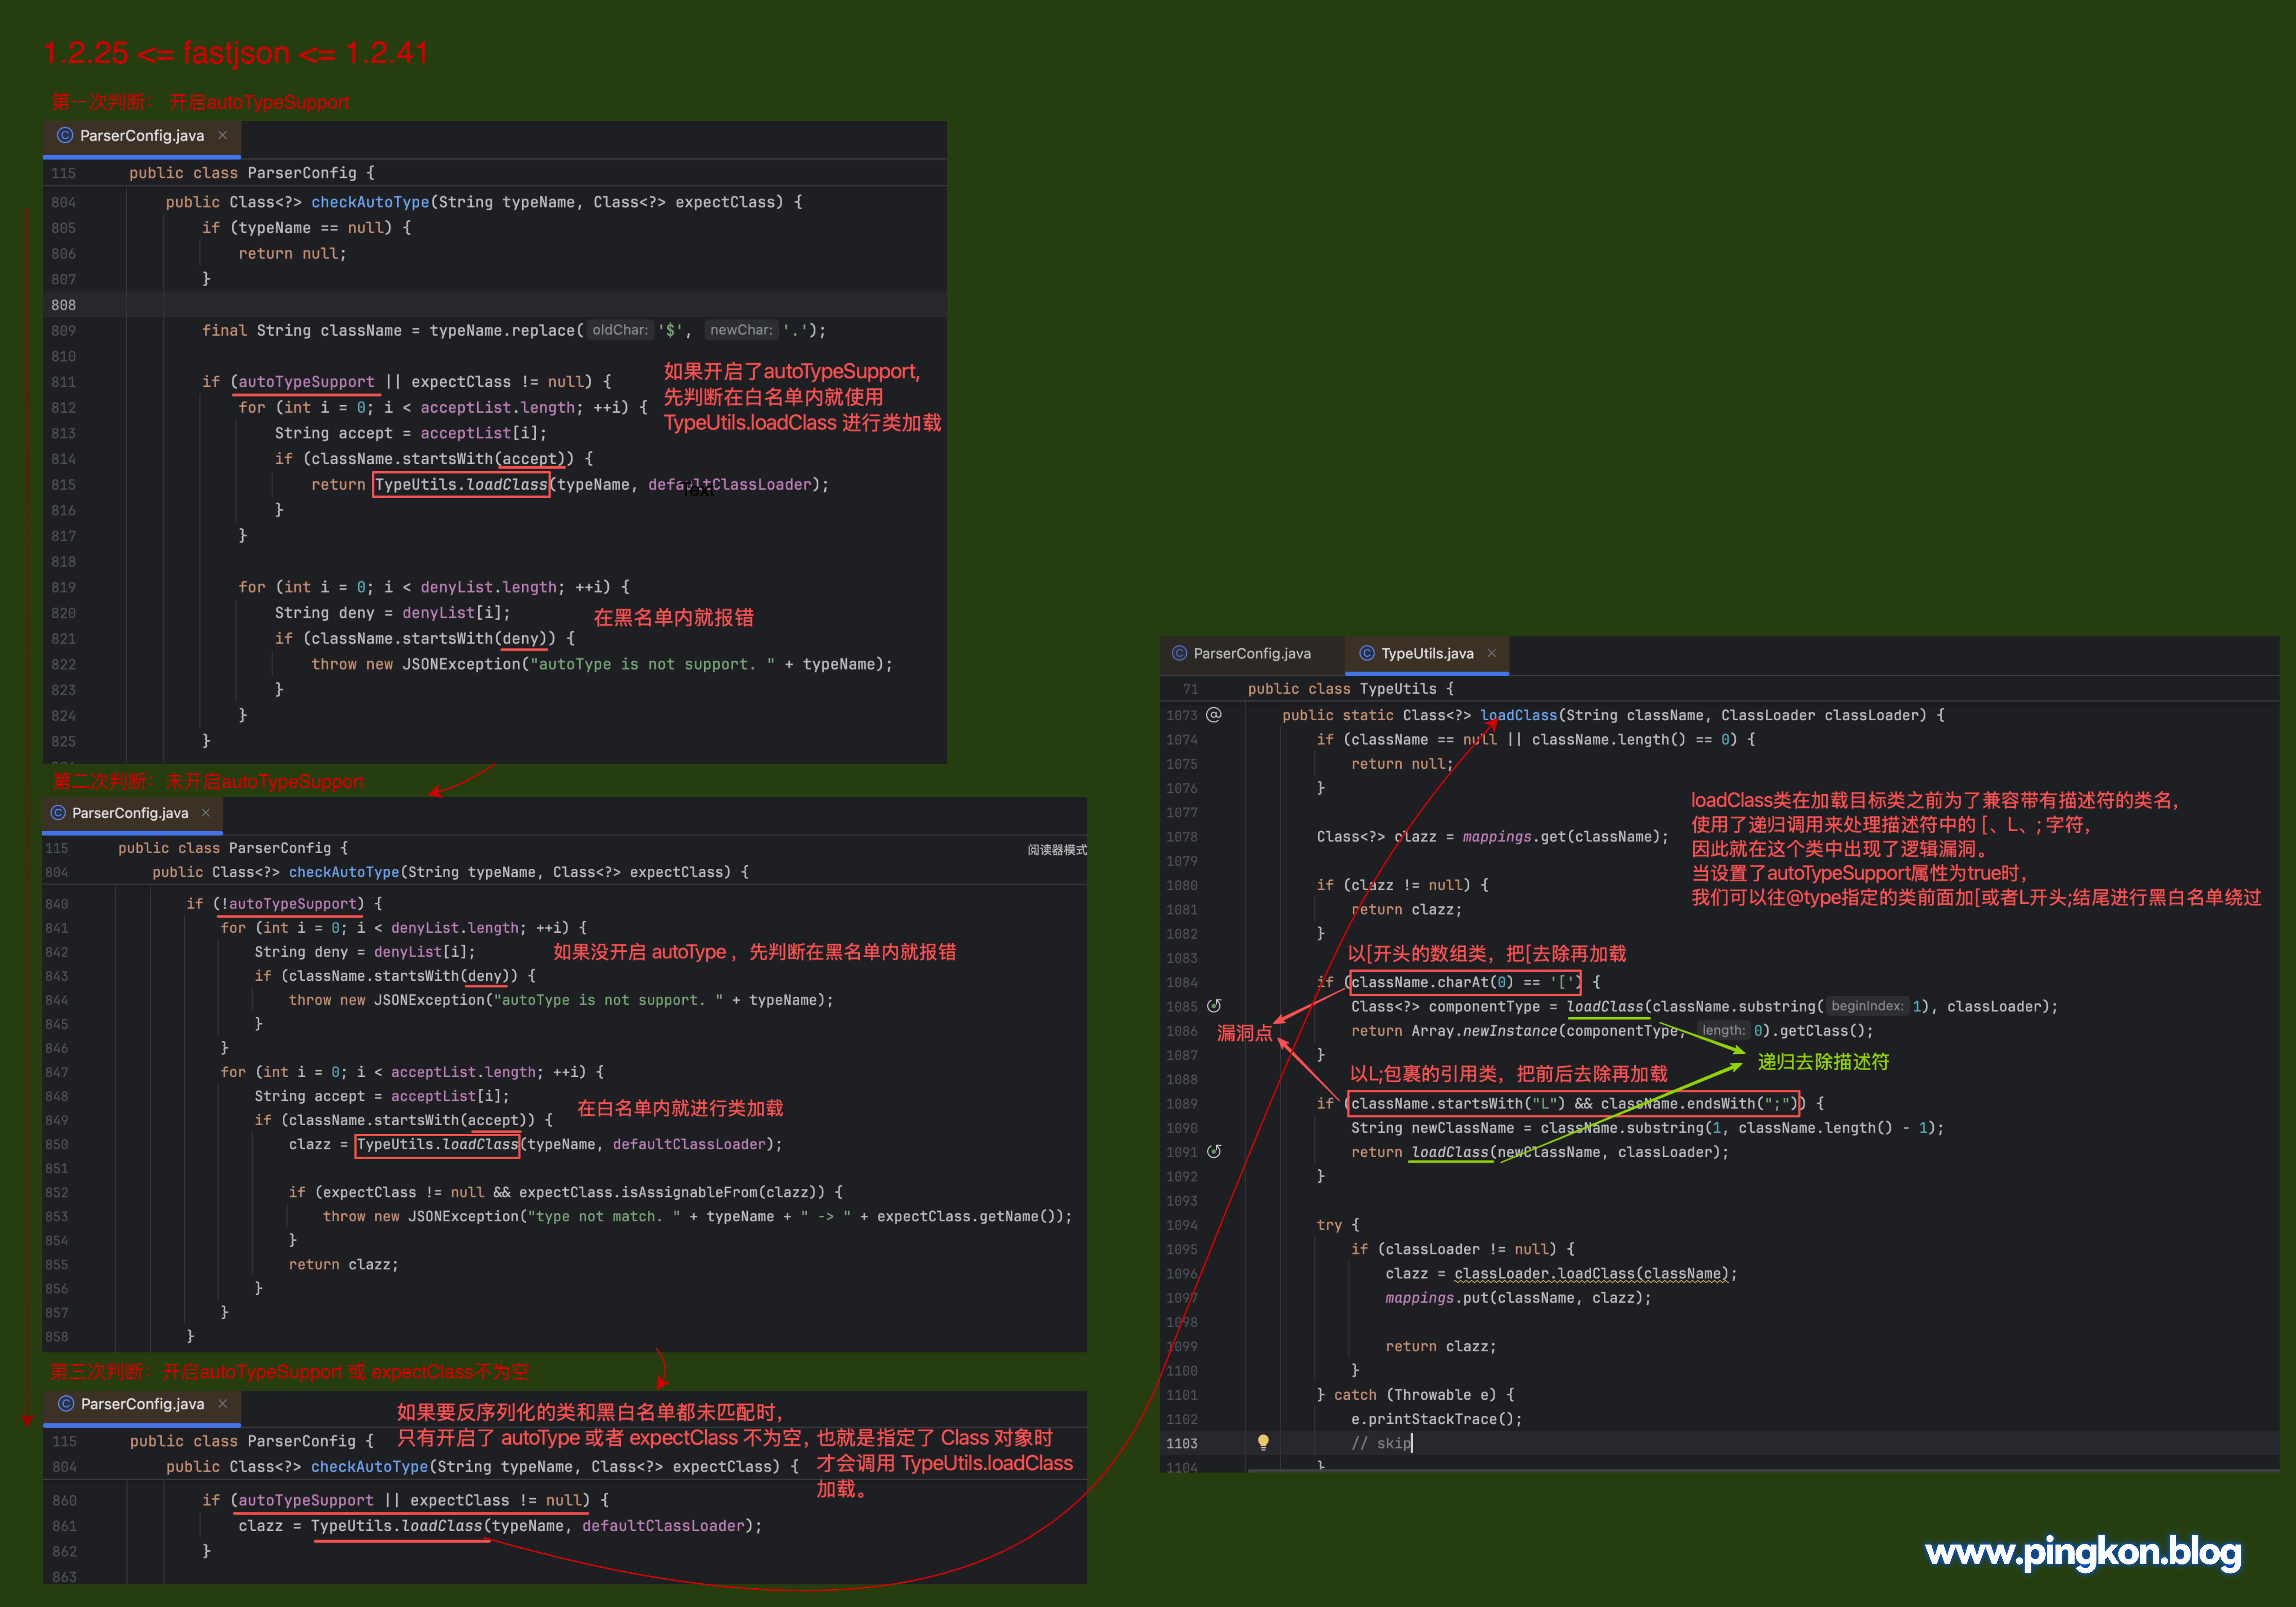 1.2.25 <= fastjson <= 1.2.41
第一次判断： 开启autoTypeSupport
ParserConfig.java
115 public class ParserConfig {
804 public Class<?> checkAutoType(String typeName, Class<?> expectClass) {
805 if (typeName == null) {
806 return null;
807 }
808
809 final String className = typeName.replace( oldChar: '$', newChar: '.');
810
811 if (autoTypeSupport || expectClass != null) {
812 for (int i = 0; i < acceptList.length; ++i) {
813 String accept = acceptList[i];
814 if (className.startsWith(accept)) {
815 return TypeUtils.loadClass(typeName, defaultClassLoader);
Text
816 }
817 }
818
819 for (int i = 0; i < denyList.length; ++i) {
820 String deny = denyList[i];
821 if (className.startsWith(deny)) {
822 throw new JSONException("autoType is not support. " + typeName);
823 }
824 }
825 }
如果开启了autoTypeSupport,
先判断在白名单内就使用
TypeUtils.loadClass 进行类加载
在黑名单内就报错
第二次判断：未开启autoTypeSupport
ParserConfig.java
115 public class ParserConfig {
阅读器模式
804 public Class<?> checkAutoType(String typeName, Class<?> expectClass) {
840 if (!autoTypeSupport) {
841 for (int i = 0; i < denyList.length; ++i) {
842 String deny = denyList[i];
843 if (className.startsWith(deny)) {
844 throw new JSONException("autoType is not support. " + typeName);
845 }
846 }
847 for (int i = 0; i < acceptList.length; ++i) {
848 String accept = acceptList[i];
849 if (className.startsWith(accept)) {
850 clazz = TypeUtils.loadClass(typeName, defaultClassLoader);
851
852 if (expectClass != null && expectClass.isAssignableFrom(clazz)) {
853 throw new JSONException("type not match. " + typeName + " -> " + expectClass.getName());
854 }
855 return clazz;
856 }
857 }
858 }
如果没开启 autoType ，先判断在黑名单内就报错
在白名单内就进行类加载
第三次判断：开启autoTypeSupport 或 expectClass不为空
ParserConfig.java
115 public class ParserConfig {
804 public Class<?> checkAutoType(String typeName, Class<?> expectClass) {
860 if (autoTypeSupport || expectClass != null) {
861 clazz = TypeUtils.loadClass(typeName, defaultClassLoader);
862 }
863
如果要反序列化的类和黑白名单都未匹配时，
只有开启了 autoType 或者 expectClass 不为空，也就是指定了 Class 对象时
才会调用 TypeUtils.loadClass
加载。
ParserConfig.java
TypeUtils.java
71 public class TypeUtils {
1073 @ public static Class<?> loadClass(String className, ClassLoader classLoader) {
1074 if (className == null || className.length() == 0) {
1075 return null;
1076 }
1077
1078 Class<?> clazz = mappings.get(className);
1079
1080 if (clazz != null) {
1081 return clazz;
1082 }
1083
1084 if (className.charAt(0) == '[') {
1085 Class<?> componentType = loadClass(className.substring( beginIndex: 1), classLoader);
1086 return Array.newInstance(componentType, length: 0).getClass();
1087 }
1088
1089 if (className.startsWith("L") && className.endsWith(";")) {
1090 String newClassName = className.substring(1, className.length() - 1);
1091 return loadClass(newClassName, classLoader);
1092 }
1093
1094 try {
1095 if (classLoader != null) {
1096 clazz = classLoader.loadClass(className);
1097 mappings.put(className, clazz);
1098
1099 return clazz;
1100 }
1101 } catch (Throwable e) {
1102 e.printStackTrace();
1103 // skip
1104 }
loadClass类在加载目标类之前为了兼容带有描述符的类名，
使用了递归调用来处理描述符中的 [、L、; 字符，
因此就在这个类中出现了逻辑漏洞。
当设置了autoTypeSupport属性为true时，
我们可以往@type指定的类前面加[或者L开头;结尾进行黑白名单绕过
以[开头的数组类，把[去除再加载
漏洞点
递归去除描述符
以L;包裹的引用类，把前后去除再加载
www.pingkon.blog